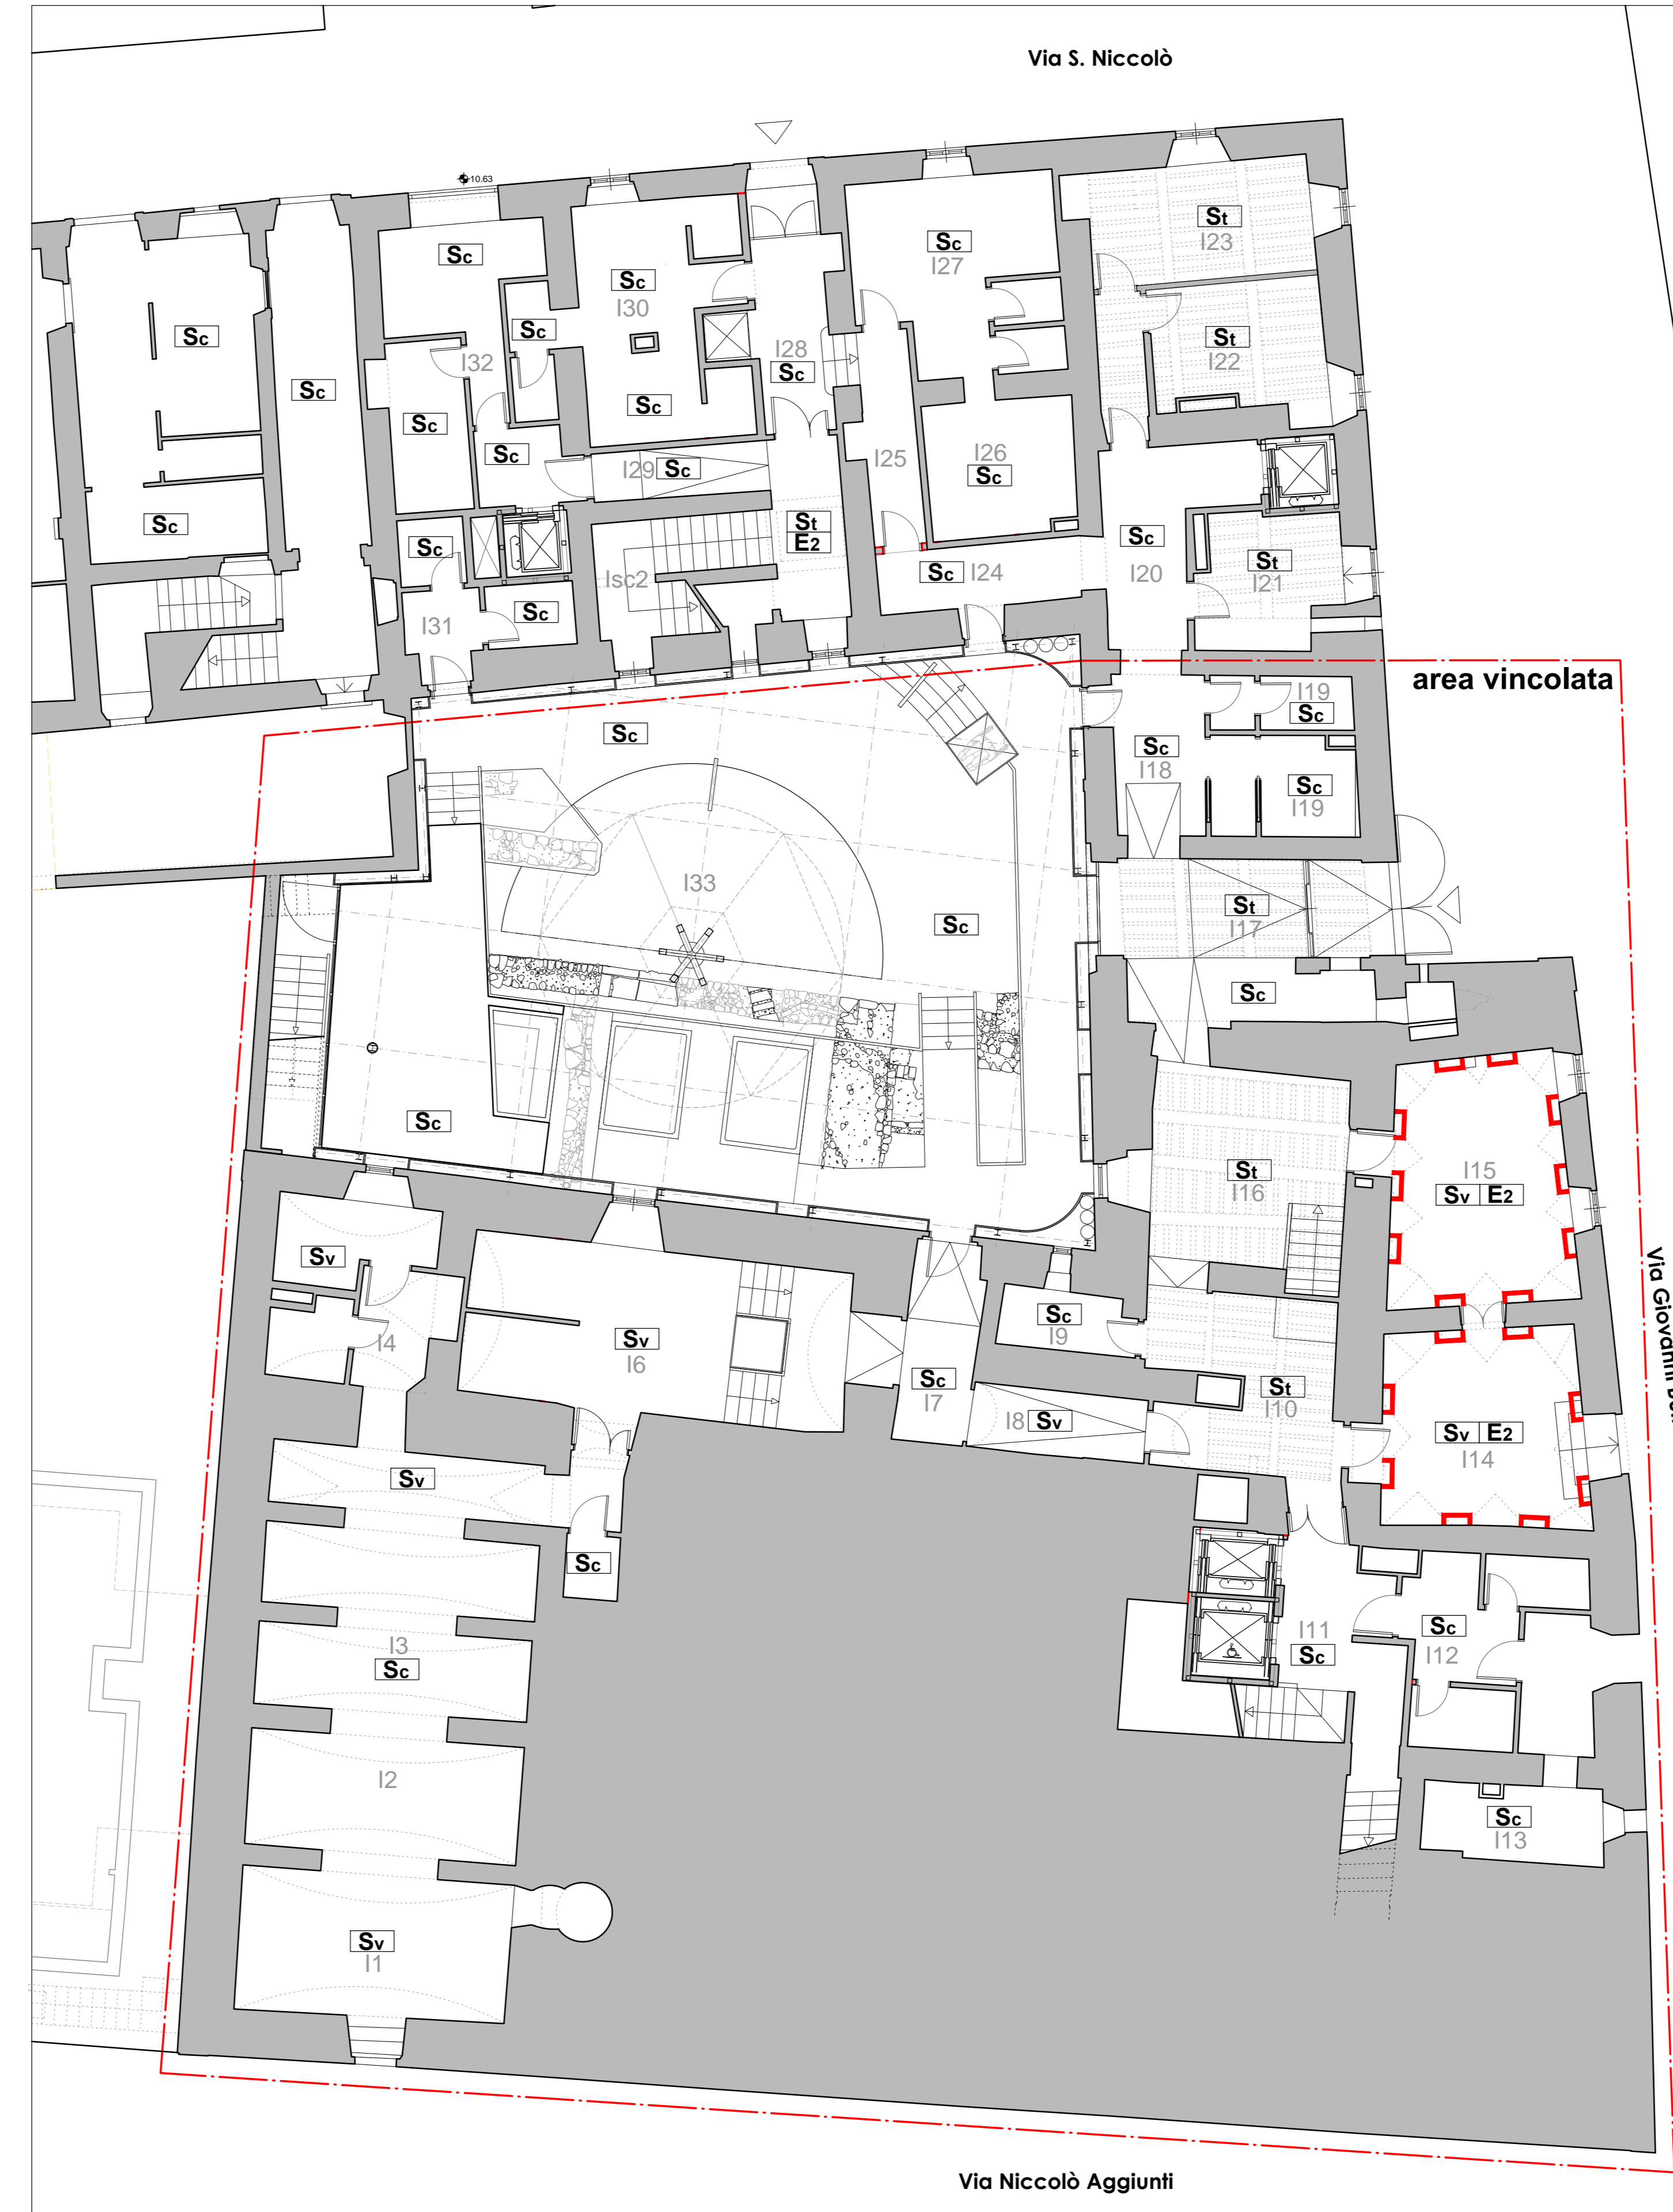 Via S. Niccolò
10.63
St
I23
Sc
I27
Sc
Sc
I30
Sc
Sc
St
I22
I28
Sc
I32
Sc
Sc
Sc
Sc
I25
I26
Sc
I29 Sc
Sc
Sc
St
E2
Sc
I20
St
I21
Sc
Isc2
Sc I24
Sc
I31
area vincolata
I19
Sc
Sc
Sc
I18
Sc
I19
I33
St
I17
Sc
Sc
Sc
St
I16
I15
Sv E2
Sv
Via Giovanni
Sc
I9
Sv
I6
I4
Sc
I7
St
I10
I8 Sv
Sv E2
I14
Sv
Sc
I11
Sc
Sc
I12
I3
Sc
I2
Sc
I13
Sv
I1
Via Niccolò Aggiunti